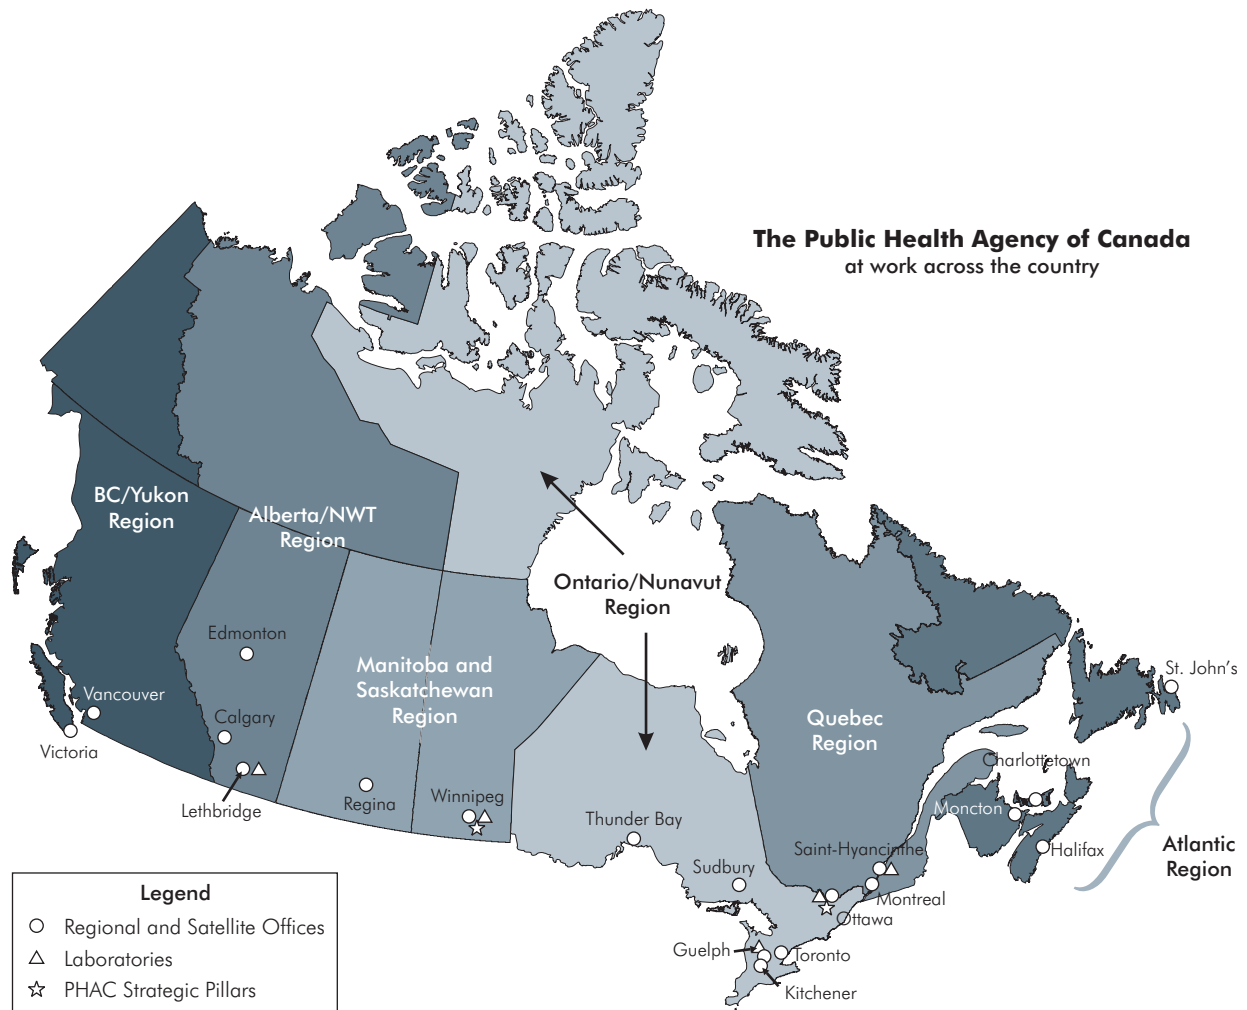 The Public Health Agency of Canada
at work across the country
BC/Yukon
Region
Alberta/NWT
Region
Ontario/Nunavut
Region
Edmonton
Manitoba and
Saskatchewan
Region
St. John's
Vancouver
Quebec
Region
Calgary
Victoria
Charlottetown
Lethbridge
Regina
Winnipeg
Moncton
Thunder Bay
Saint-Hyancinthe
Halifax
Atlantic
Region
Sudbury
Montreal
Ottawa
Guelph
Toronto
Kitchener
Legend
Regional and Satellite Offices
Laboratories
PHAC Strategic Pillars